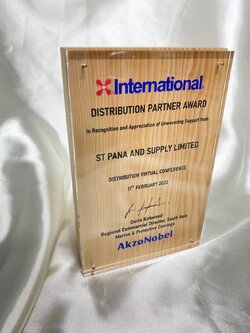 International
DISTRIBUTION PARTNER AWARD
in Recognition and Appreciation of Unwavering Support from
ST PANA AND SUPPLY LIMITED
DISTRIBUTION VIRTUAL CONFERENCE
11th FEBRUARY 2022
Regional Commercial Director, South Asia
Marine & Protective Coatings
AkzoNobel